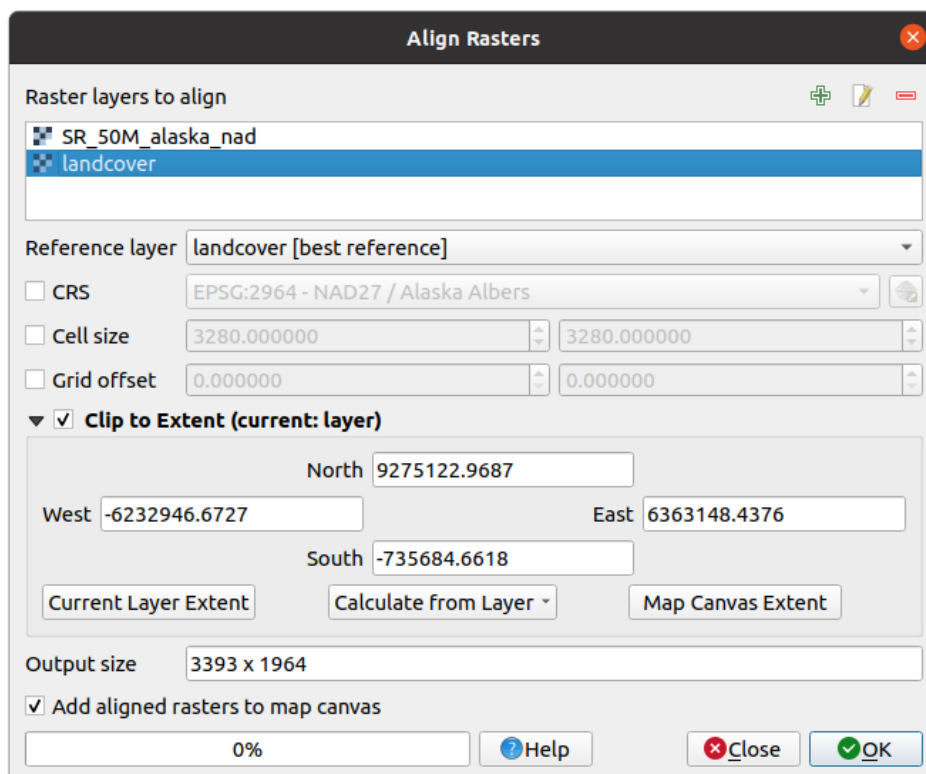 Align Rasters
Raster layers to align
SR_50M_alaska_nad
landcover
Reference layer landcover [best reference]
CRS EPSG:2964 - NAD27 / Alaska Albers
Cell size 3280.000000 3280.000000
Grid offset 0.000000 0.000000
Clip to Extent (current: layer)
North 9275122.9687
West -6232946.6727 East 6363148.4376
South -735684.6618
Current Layer Extent Calculate from Layer Map Canvas Extent
Output size 3393 x 1964
Add aligned rasters to map canvas
0% Help Close OK